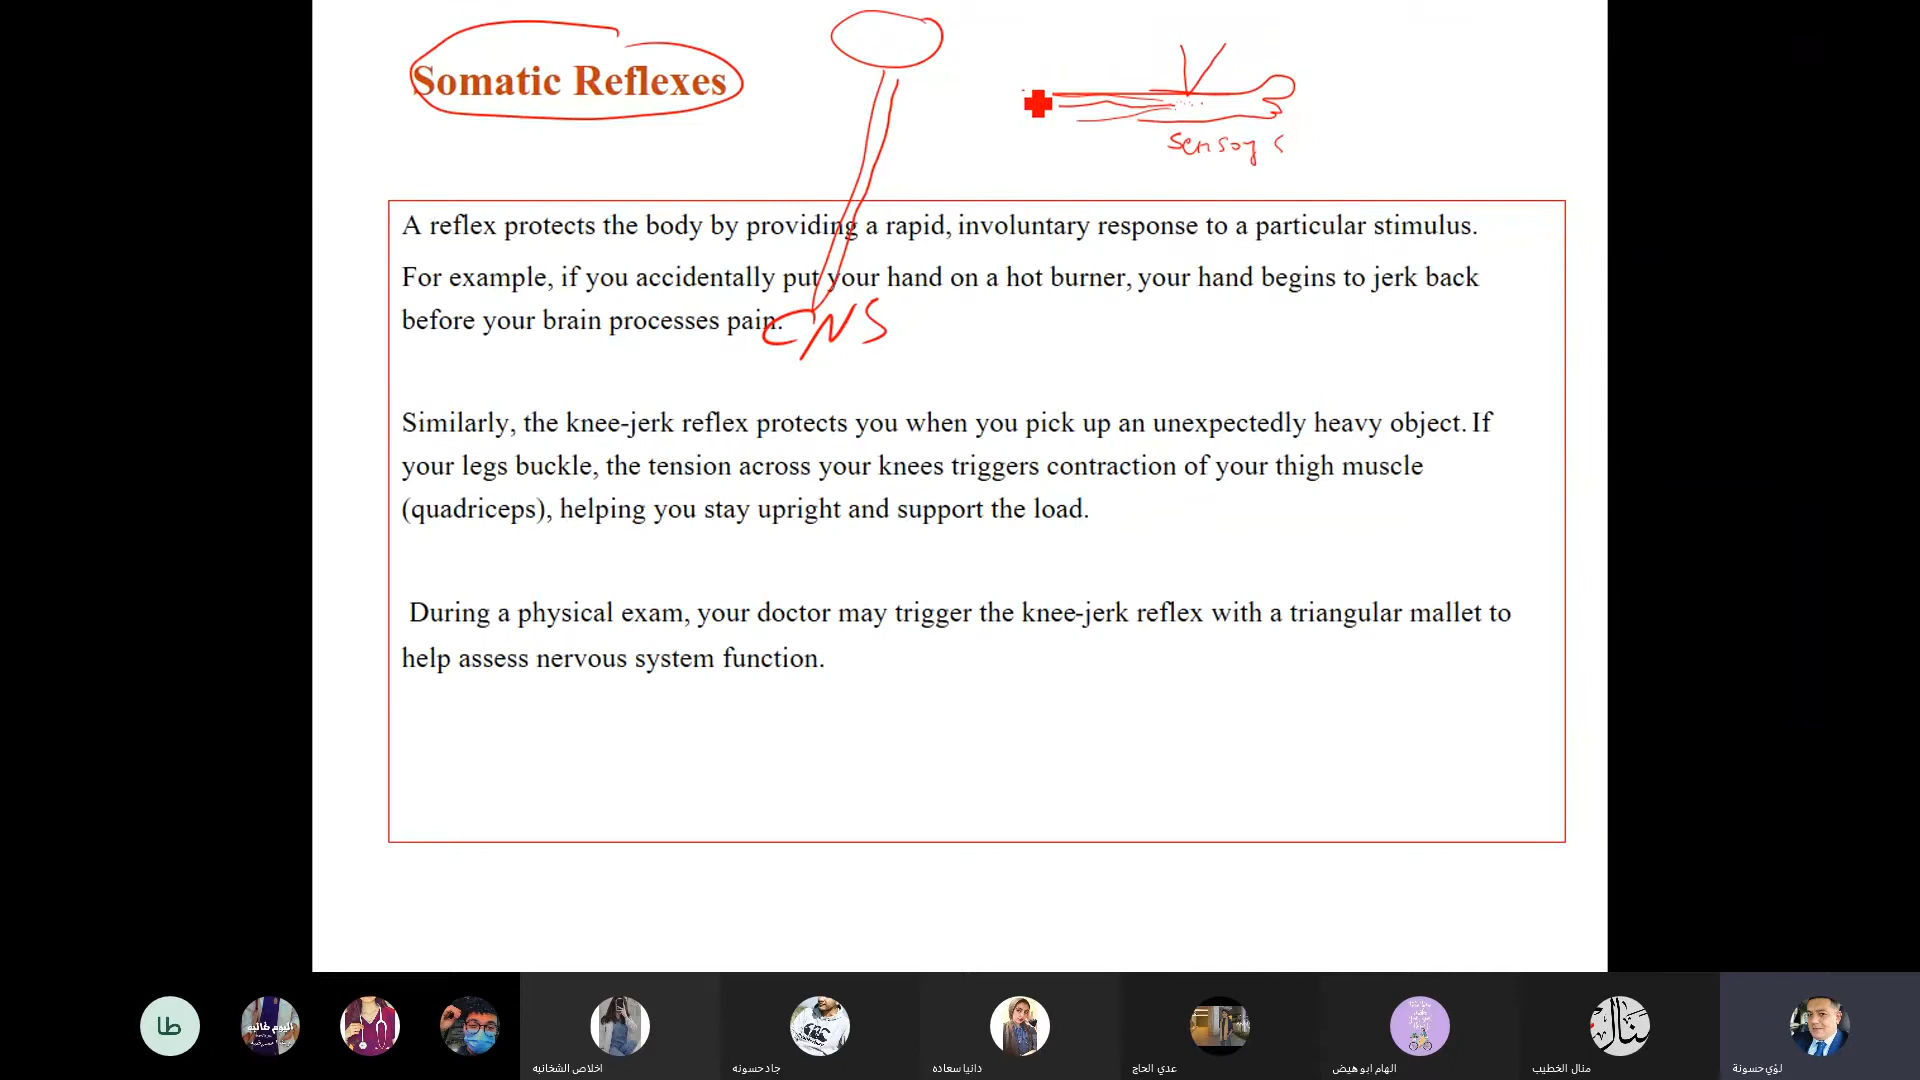 Somatic Reflexes
Sensoy
A reflex protects the body by providing a rapid, involuntary response to a particular stimulus.
For example, if you accidentally put your hand on a hot burner, your hand begins to jerk back
before your brain processes pain.
CNS
Similarly, the knee-jerk reflex protects you when you pick up an unexpectedly heavy object. If
your legs buckle, the tension across your knees triggers contraction of your thigh muscle
(quadriceps), helping you stay upright and support the load.
During a physical exam, your doctor may trigger the knee-jerk reflex with a triangular mallet to
help assess nervous system function.
طا
اخلاص الشخانبه
جاد حسونه
دانيا سعاده
عدي الحاج
الهام ابو هيض
منال الخطيب
لؤي حسونة